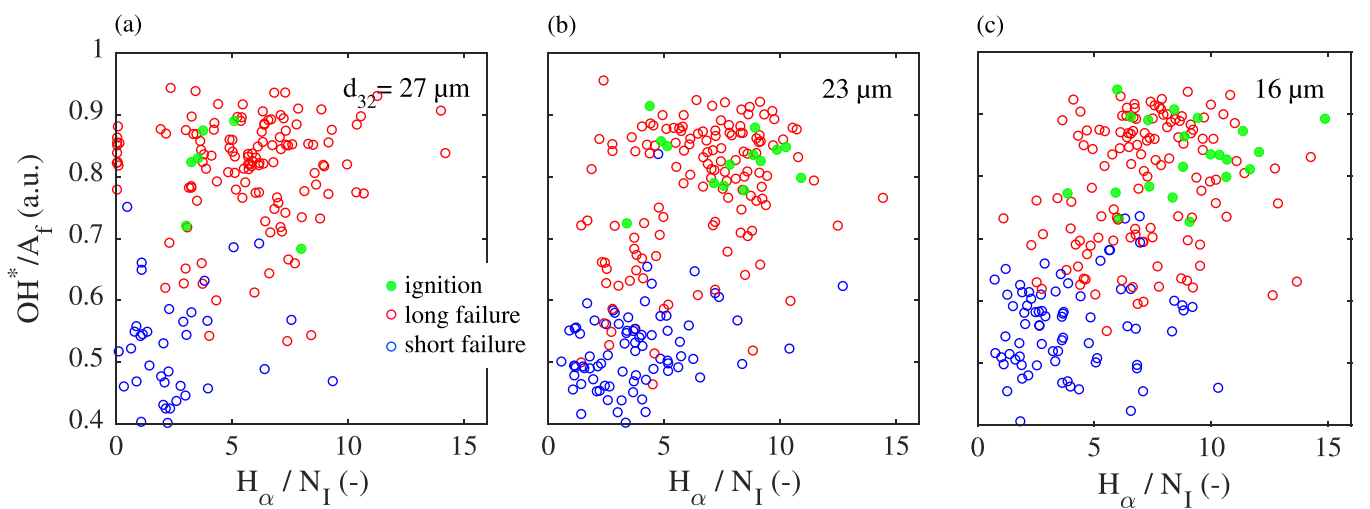 (a)
(b)
(c)
d32= 27 μm
23 μm
16 μm
1
0.9
0.8
0.7
0.6
0.5
0.4
OH*/Af (a.u.)
ignition
long failure
short failure
0
5
10
15
0
5
10
15
0
5
10
15
Hα / NI (-)
Hα / NI (-)
Hα / NI (-)